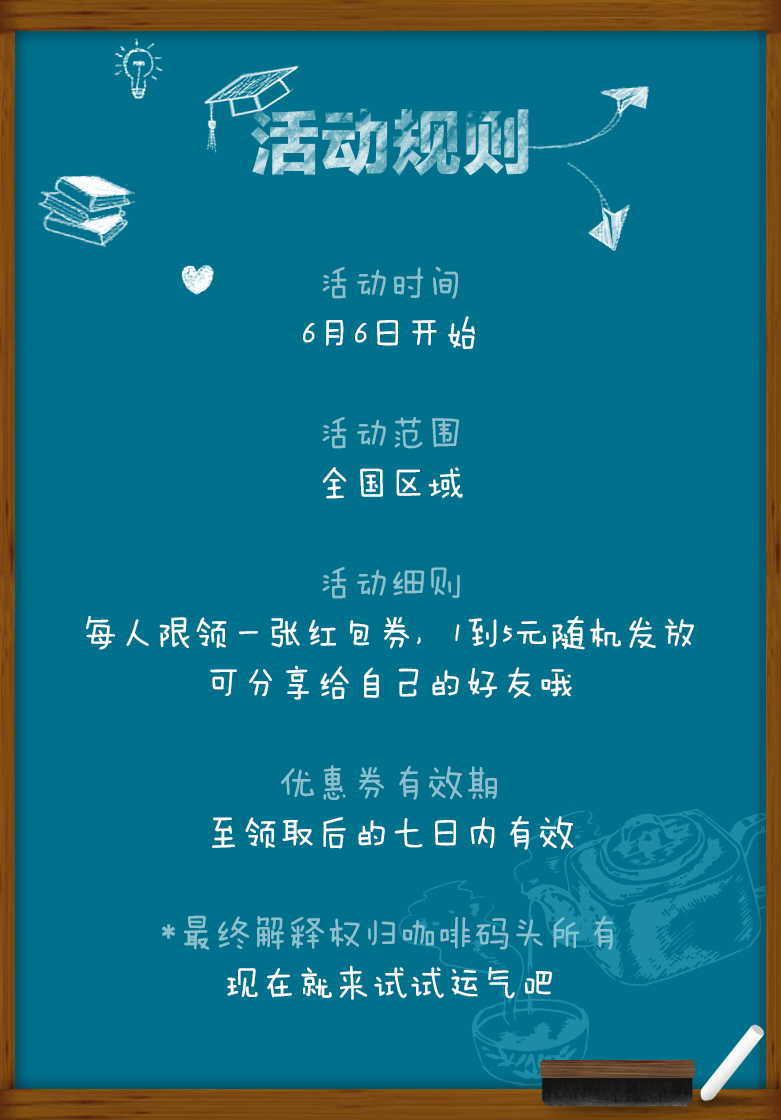 活动规则
活动时间
6月6日开始
活动范围
全国区域
活动细则
每人限领一张红包券，1到5元随机发放
可分享给自己的好友哦
优惠券有效期
至领取后的七日内有效
*最终解释权归咖啡码头所有
现在就来试试运气吧